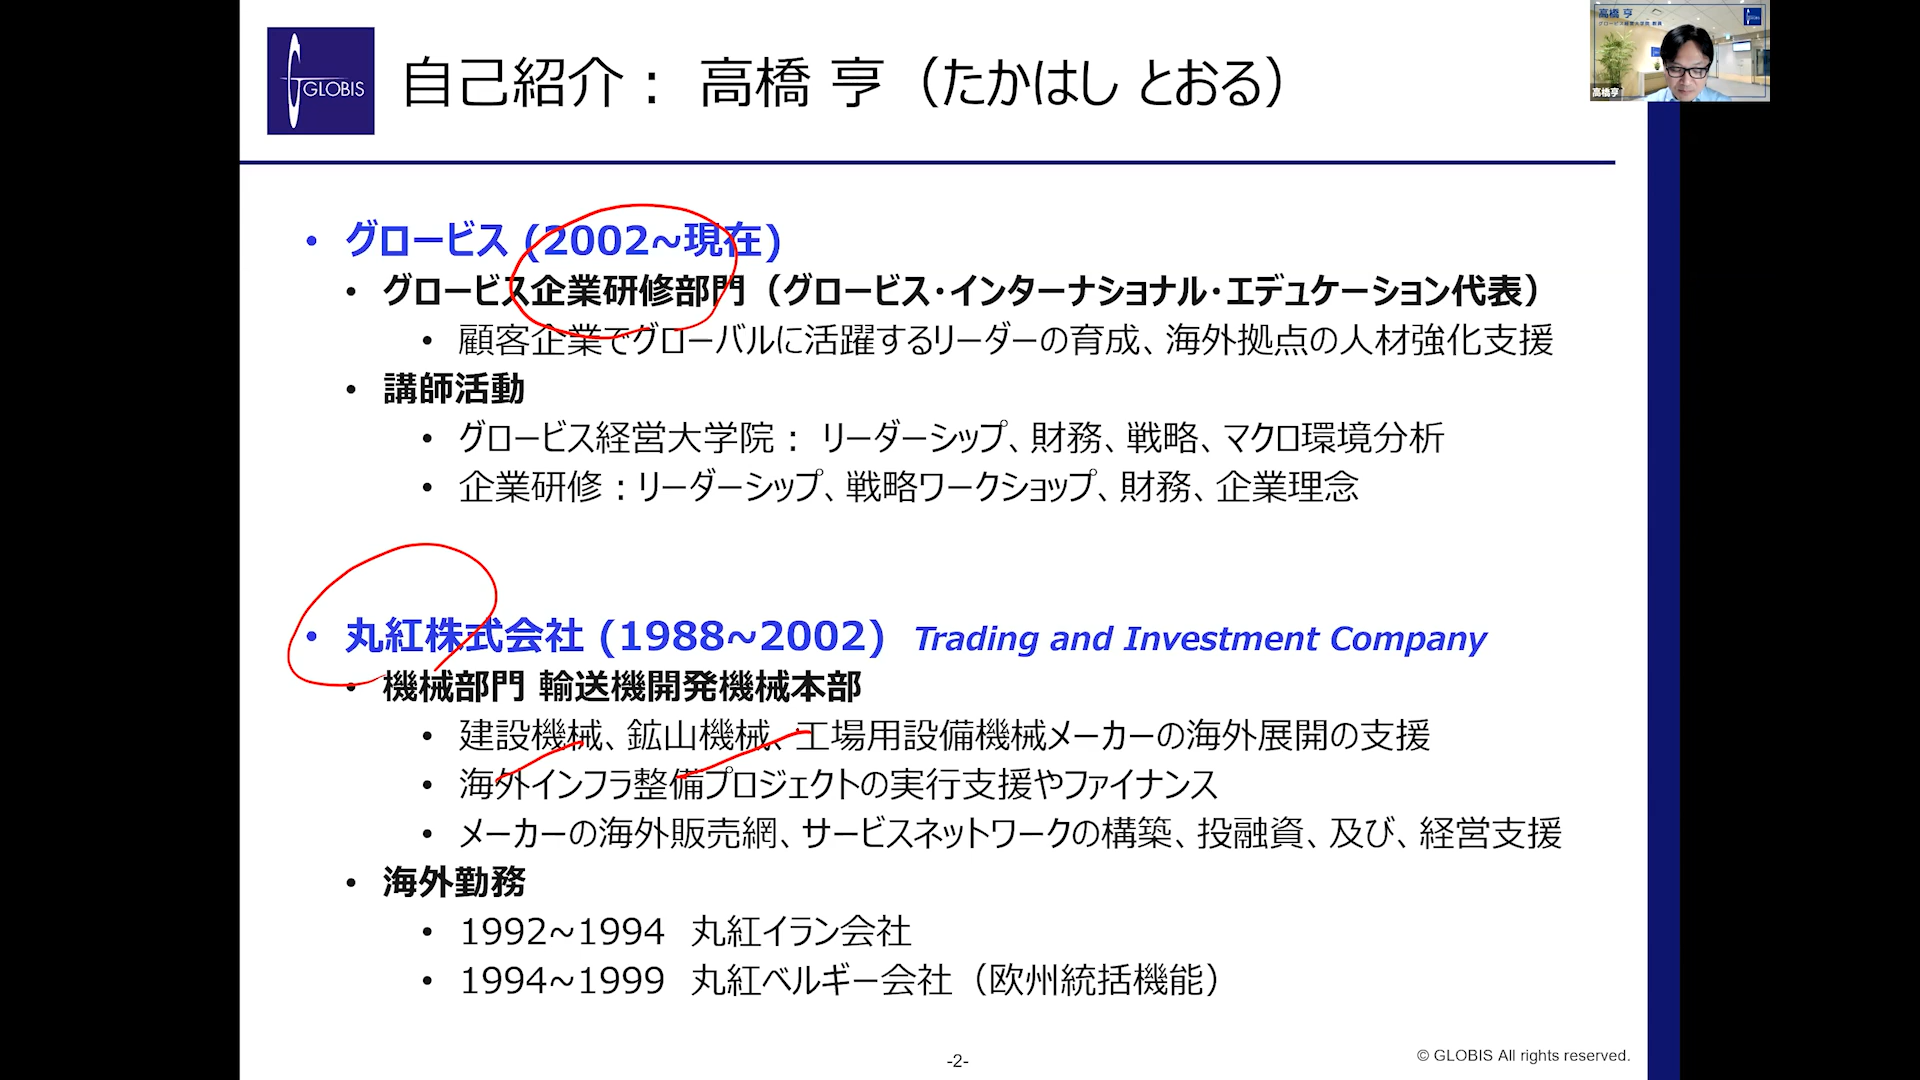 GLOBIS
自己紹介： 高橋 亨（たかはし とおる）
高橋 亨
高橋亨
• グロービス (2002~現在)
• グロービス企業研修部門（グロービス・インターナショナル・エデュケーション代表）
• 顧客企業でグローバルに活躍するリーダーの育成、海外拠点の人材強化支援
• 講師活動
• グロービス経営大学院： リーダーシップ、財務、戦略、マクロ環境分析
• 企業研修：リーダーシップ、戦略ワークショップ、財務、企業理念
• 丸紅株式会社 (1988~2002) Trading and Investment Company
• 機械部門 輸送機開発機械本部
• 建設機械、鉱山機械、工場用設備機械メーカーの海外展開の支援
• 海外インフラ整備プロジェクトの実行支援やファイナンス
• メーカーの海外販売網、サービスネットワークの構築、投融資、及び、経営支援
• 海外勤務
• 1992~1994 丸紅イラン会社
• 1994~1999 丸紅ベルギー会社（欧州統括機能）
-2-
© GLOBIS All rights reserved.